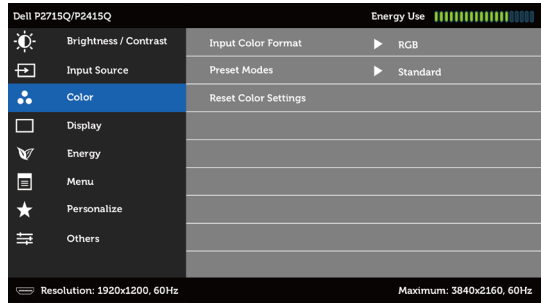 Dell P2715Q/P2415Q Energy Use
Brightness / Contrast Input Color Format RGB
Input Source Preset Modes Standard
Color Reset Color Settings
Display
Energy
Menu
Personalize
Others
Resolution: 1920x1200, 60Hz Maximum: 3840x2160, 60Hz